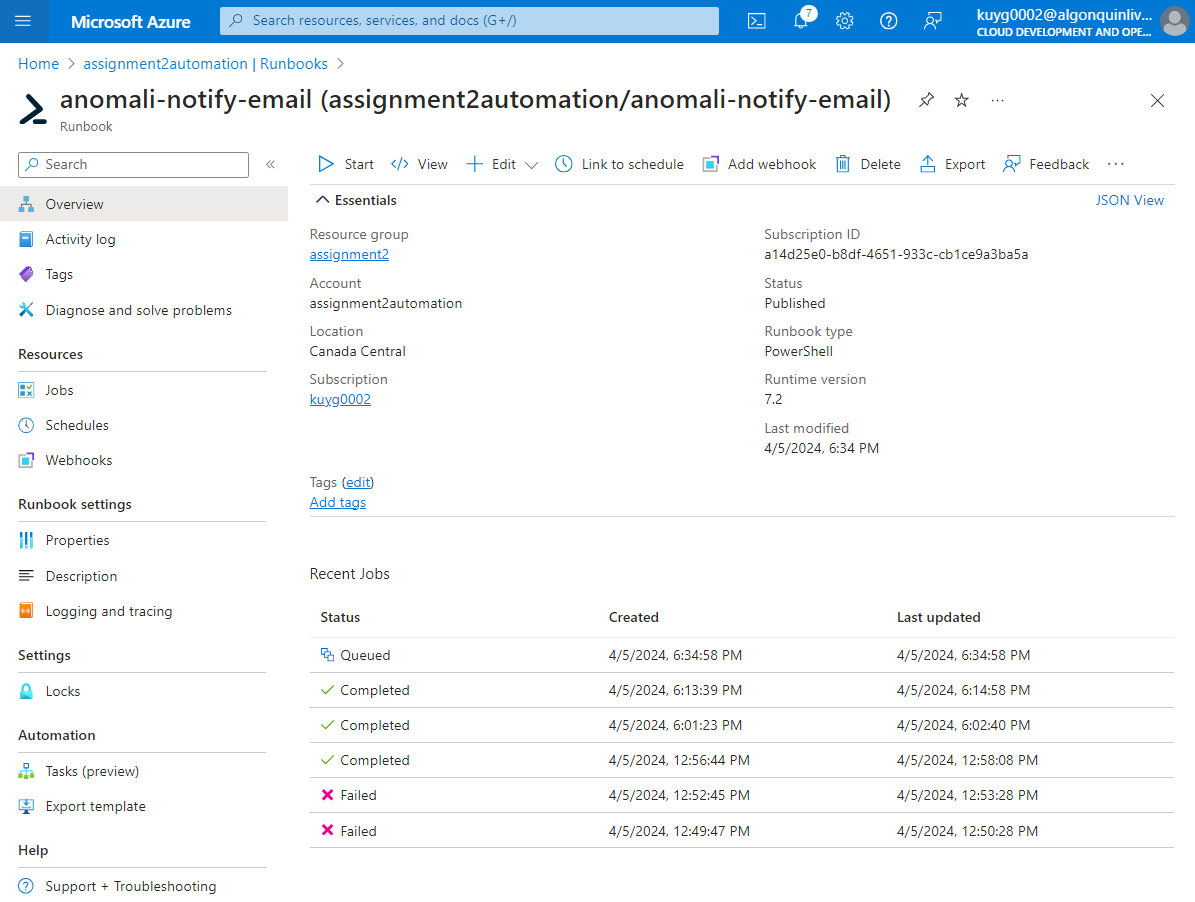 Microsoft Azure
Search resources, services, and docs (G+/)
7
kuyg0002@algonquinliv...
CLOUD DEVELOPMENT AND OPE...
Home > assignment2automation | Runbooks >
anomali-notify-email (assignment2automation/anomali-notify-email)
Runbook
Search
Start
View
Edit
Link to schedule
Add webhook
Delete
Export
Feedback
Overview
Activity log
Tags
Diagnose and solve problems
Resources
Jobs
Schedules
Webhooks
Runbook settings
Properties
Description
Logging and tracing
Settings
Locks
Automation
Tasks (preview)
Export template
Help
Support + Troubleshooting
Essentials
JSON View
Resource group
assignment2
Account
assignment2automation
Location
Canada Central
Subscription
kuyg0002
Subscription ID
a14d25e0-b8df-4651-933c-cb1ce9a3ba5a
Status
Published
Runbook type
PowerShell
Runtime version
7.2
Last modified
4/5/2024, 6:34 PM
Tags (edit)
Add tags
Recent Jobs
Status Created Last updated
Queued 4/5/2024, 6:34:58 PM 4/5/2024, 6:34:58 PM
Completed 4/5/2024, 6:13:39 PM 4/5/2024, 6:14:58 PM
Completed 4/5/2024, 6:01:23 PM 4/5/2024, 6:02:40 PM
Completed 4/5/2024, 12:56:44 PM 4/5/2024, 12:58:08 PM
Failed 4/5/2024, 12:52:45 PM 4/5/2024, 12:53:28 PM
Failed 4/5/2024, 12:49:47 PM 4/5/2024, 12:50:28 PM